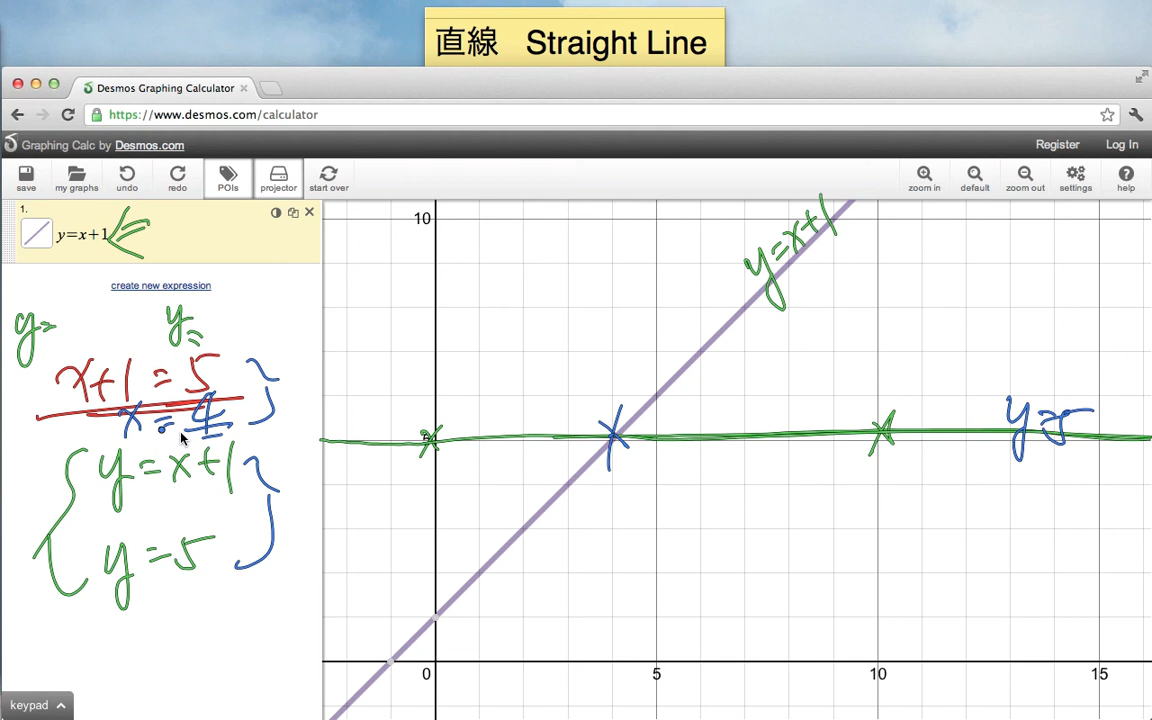 直線 Straight Line
Desmos Graphing Calculator
https://www.desmos.com/calculator
Graphing Calc by Desmos.com
Register Log In
save my graphs undo redo POIs projector start over zoom in default zoom out settings help
1.
y=x+1
create new expression
y= y=
x+1=5
x=4
y=x+1
y=5
10
y=x+1
y=5
0 5 10 15
keypad